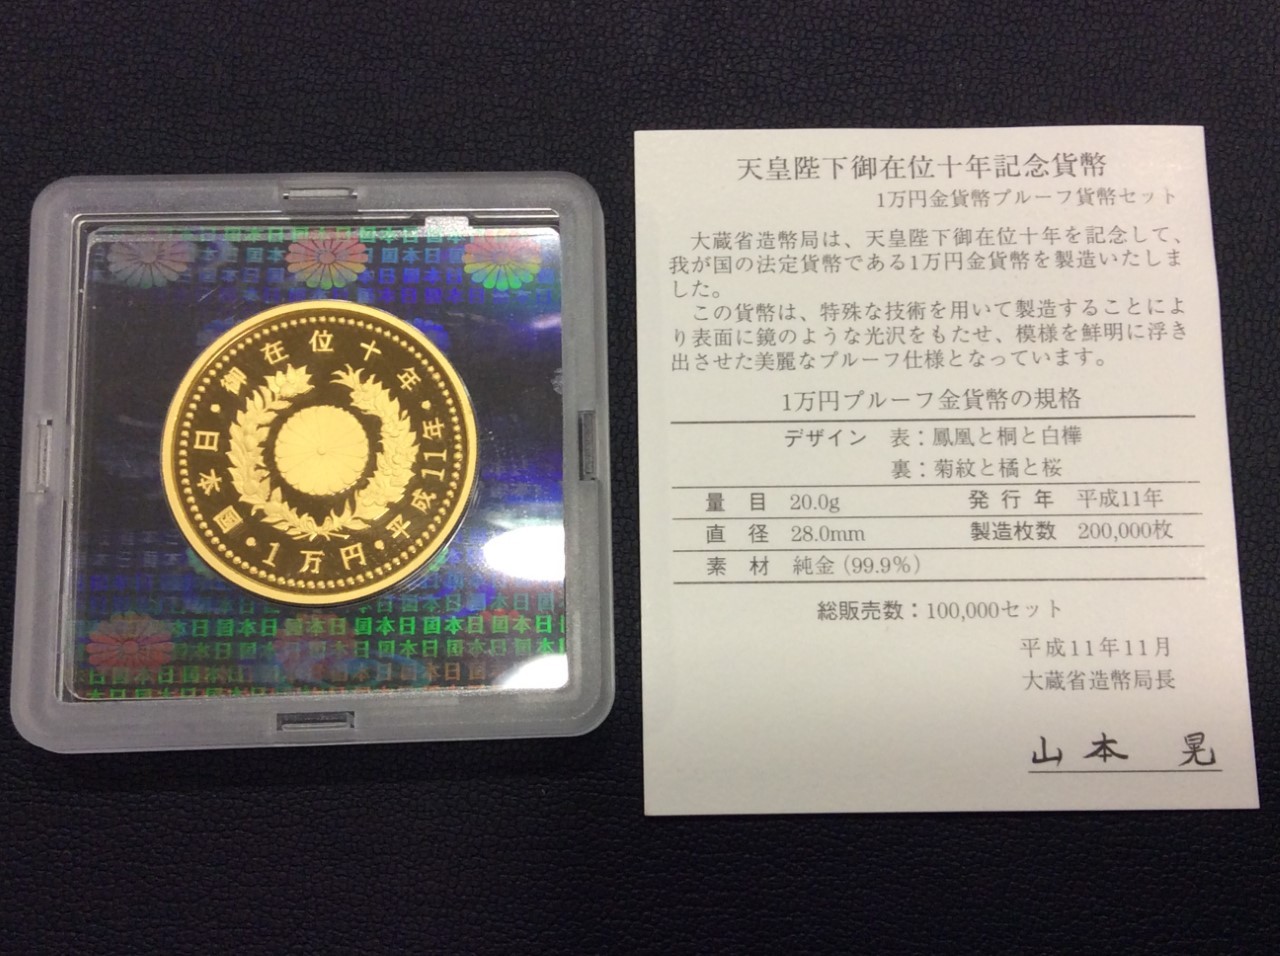 御在位十年
日本国
平成11年
1万円
日本国日本国日本国日本国
天皇陛下御在位十年記念貨幣
1万円金貨幣プルーフ貨幣セット
大蔵省造幣局は、天皇陛下御在位十年を記念して、
我が国の法定貨幣である1万円金貨幣を製造いたしま
した。
この貨幣は、特殊な技術を用いて製造することによ
り表面に鏡のような光沢をもたせ、模様を鮮明に浮き
出させた美麗なプルーフ仕様となっています。
1万円プルーフ金貨幣の規格
デザイン 表：鳳凰と桐と白樺
裏：菊紋と橘と桜
量目 20.0g 発行年 平成11年
直径 28.0mm 製造枚数 200,000枚
素材 純金（99.9%）
総販売数：100,000セット
平成11年11月
大蔵省造幣局長
山本 晃